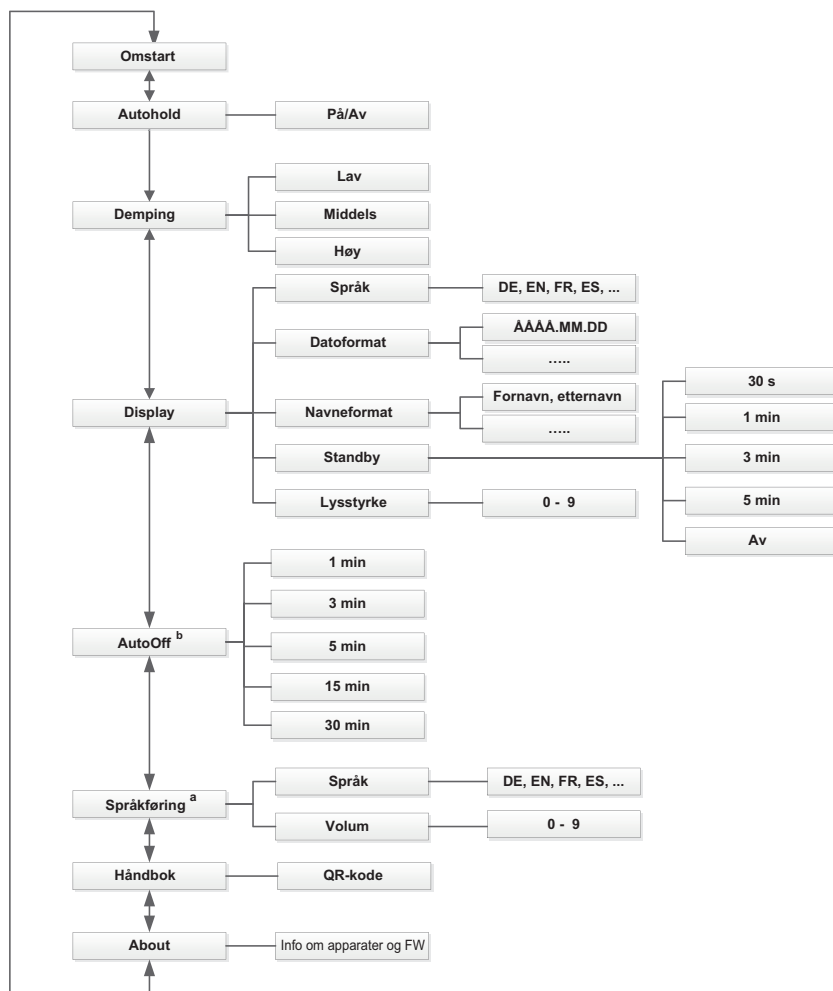 Omstart
Autohold
På/Av
Lav
Demping
Middels
Høy
Språk
DE, EN, FR, ES, ...
Datoformat
ÅÅÅÅ.MM.DD
.....
Display
Navneformat
Fornavn, etternavn
.....
Standby
30 s
1 min
3 min
5 min
Av
Lysstyrke
0 - 9
AutoOff b
1 min
3 min
5 min
15 min
30 min
Språkføring a
Språk
DE, EN, FR, ES, ...
Volum
0 - 9
Håndbok
QR-kode
About
Info om apparater og FW